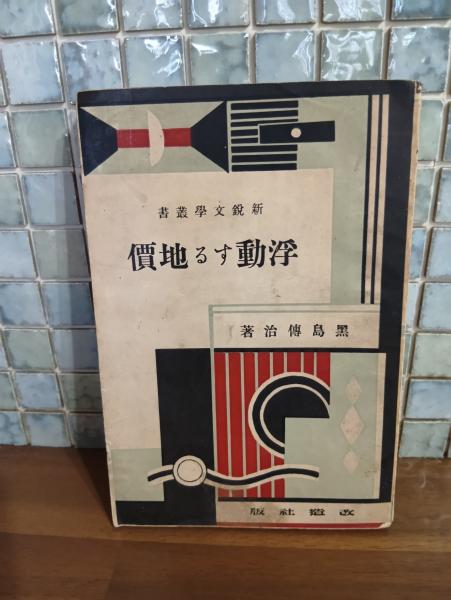 新鋭文學叢書
浮動する地價
黑島傳治著
改造社版